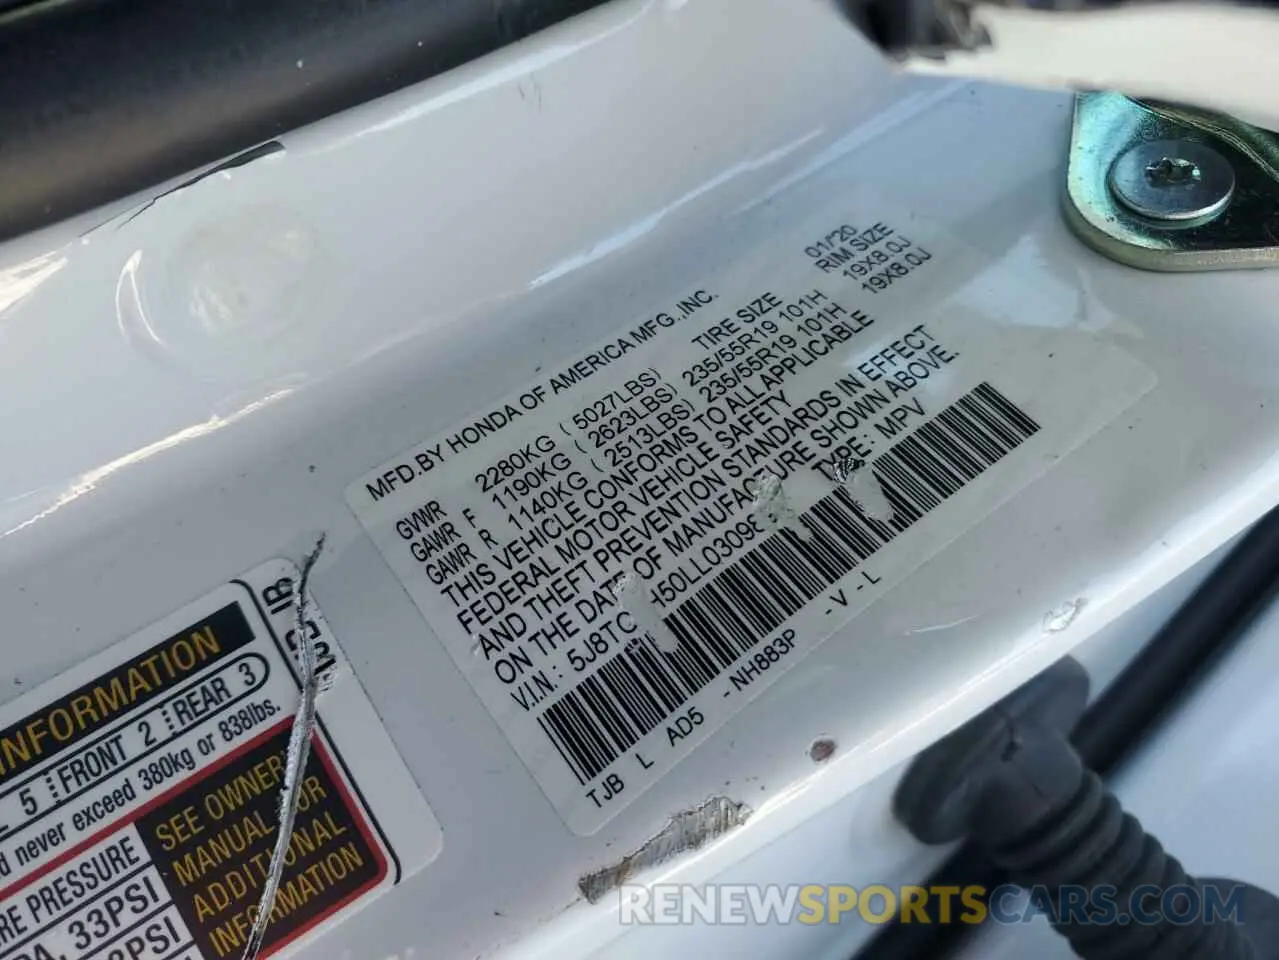 MFD.BY HONDA OF AMERICA MFG.,INC. 01/20
TIRE SIZE RIM SIZE
GVWR 2280KG (5027LBS)
GAWR F 1190KG (2623LBS) 235/55R19 101H 19X8.0J
GAWR R 1140KG (2513LBS) 235/55R19 101H 19X8.0J
THIS VEHICLE CONFORMS TO ALL APPLICABLE
FEDERAL MOTOR VEHICLE SAFETY
AND THEFT PREVENTION STANDARDS IN EFFECT
ON THE DATE OF MANUFACTURE SHOWN ABOVE.
V.I.N.: 5J8TC H50LL03098 TYPE: MPV
TJB L AD5 -NH883P -V-L
INFORMATION
5 FRONT 2 REAR 3
never exceed 380kg or 838lbs.
PRESSURE
33PSI
SEE OWNER
MANUAL FOR
ADDITIONAL
INFORMATION
RENEWSPORTSCARS.COM